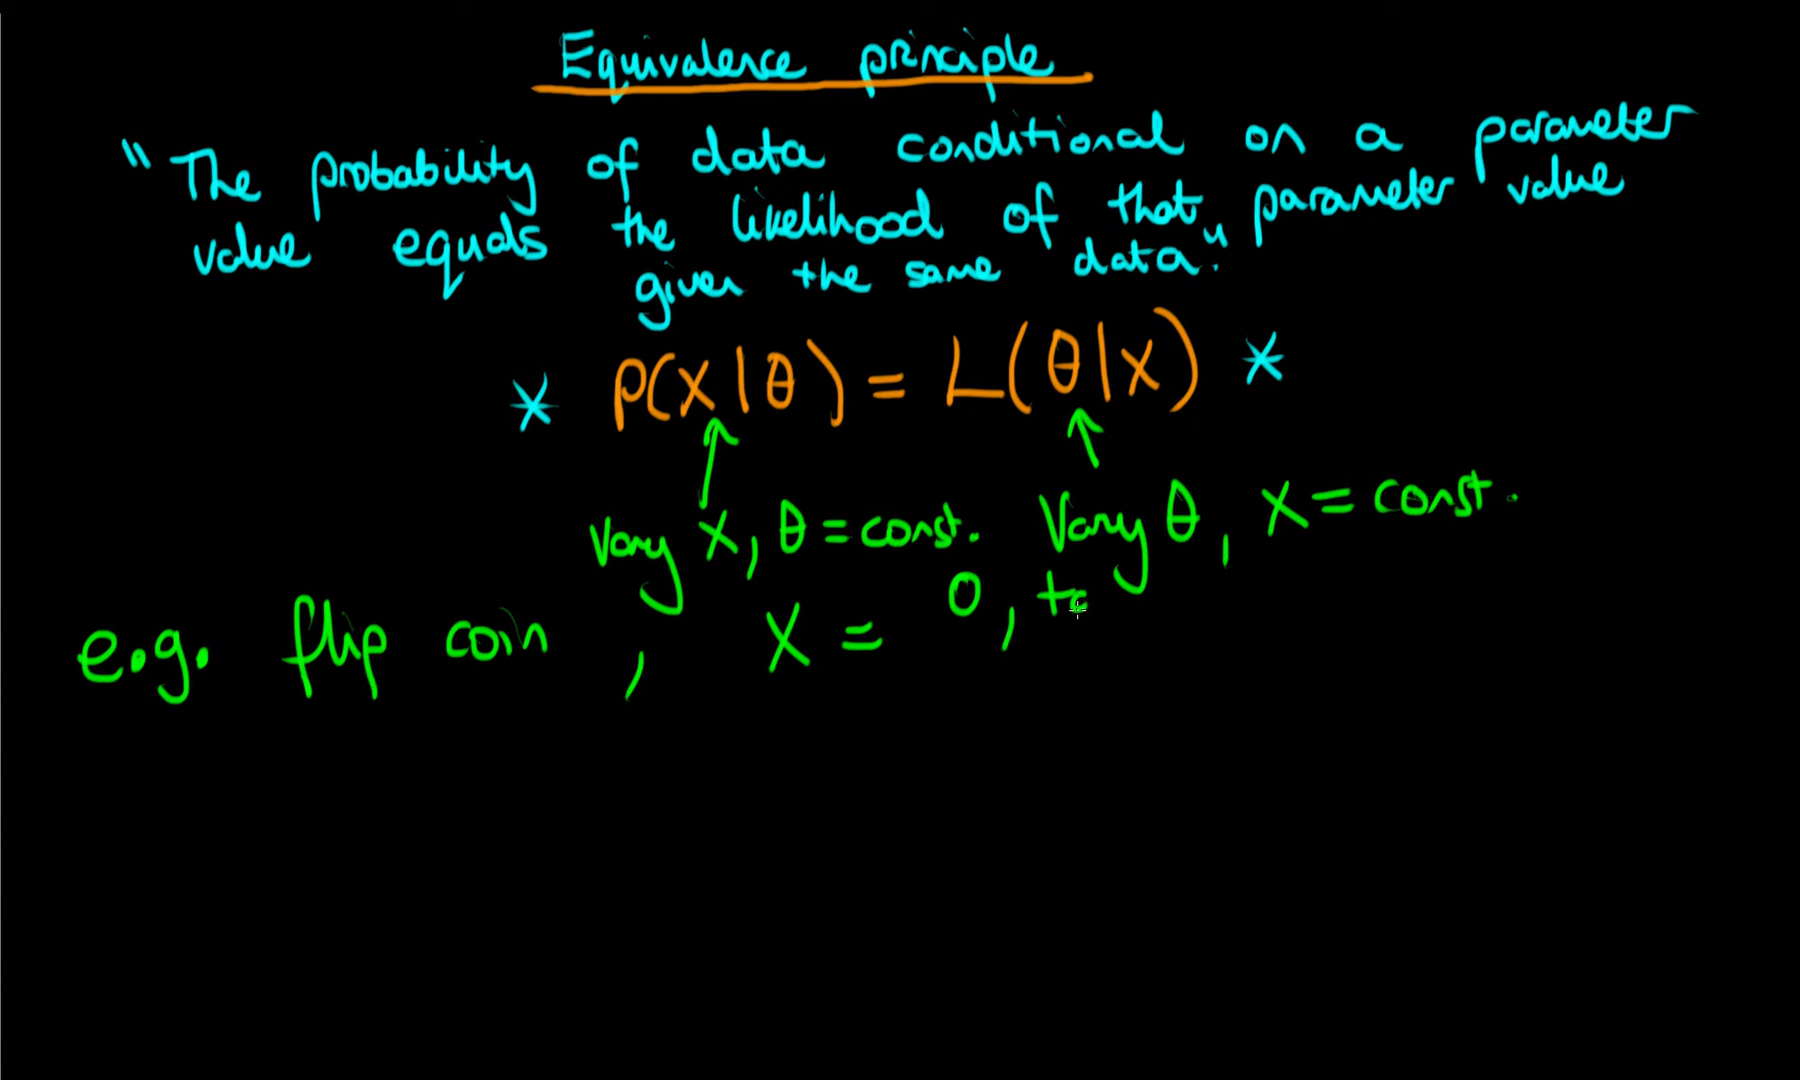 Equivalence principle
"The probability of data conditional on a parameter
value equals the likelihood of that parameter value
given the same data."
* P(X|θ) = L(θ|X) *
Vary X, θ = const. Vary θ, X = const.
e.g. flip coin, X = 0,